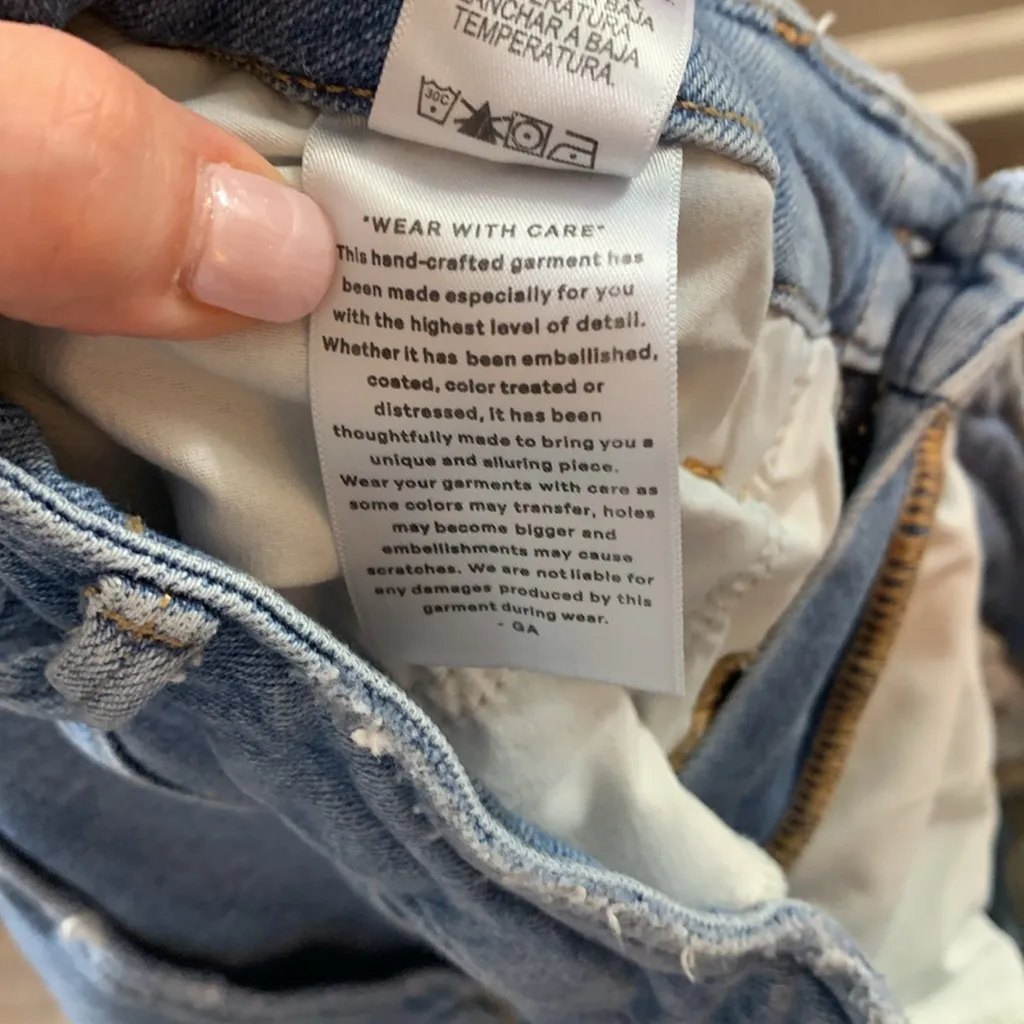 BAJA
TEMPERATURA
PLANCHAR A BAJA
TEMPERATURA.
30C
"WEAR WITH CARE"
This hand-crafted garment has
been made especially for you
with the highest level of detail.
Whether it has been embellished,
coated, color treated or
distressed, it has been
thoughtfully made to bring you a
unique and alluring piece.
Wear your garments with care as
some colors may transfer, holes
may become bigger and
embellishments may cause
scratches. We are not liable for
any damages produced by this
garment during wear.
- GA